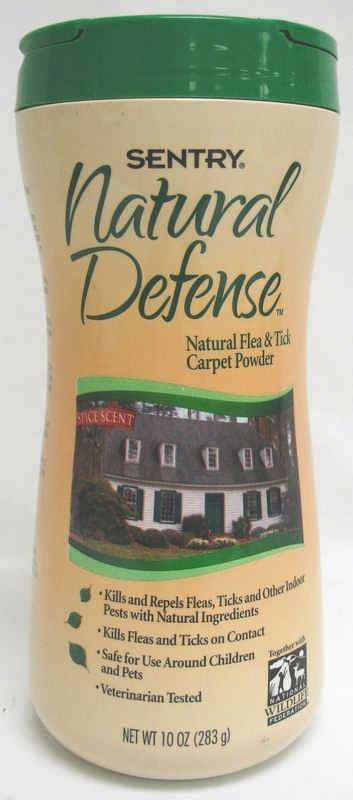 SENTRY®
Natural
Defense™
Natural Flea & Tick
Carpet Powder
SPICE SCENT
• Kills and Repels Fleas, Ticks and Other Indoor
Pests with Natural Ingredients
• Kills Fleas and Ticks on Contact
• Safe for Use Around Children
and Pets
• Veterinarian Tested
Together with
NATIONAL
WILDLIFE
FEDERATION
NET WT 10 OZ (283 g)